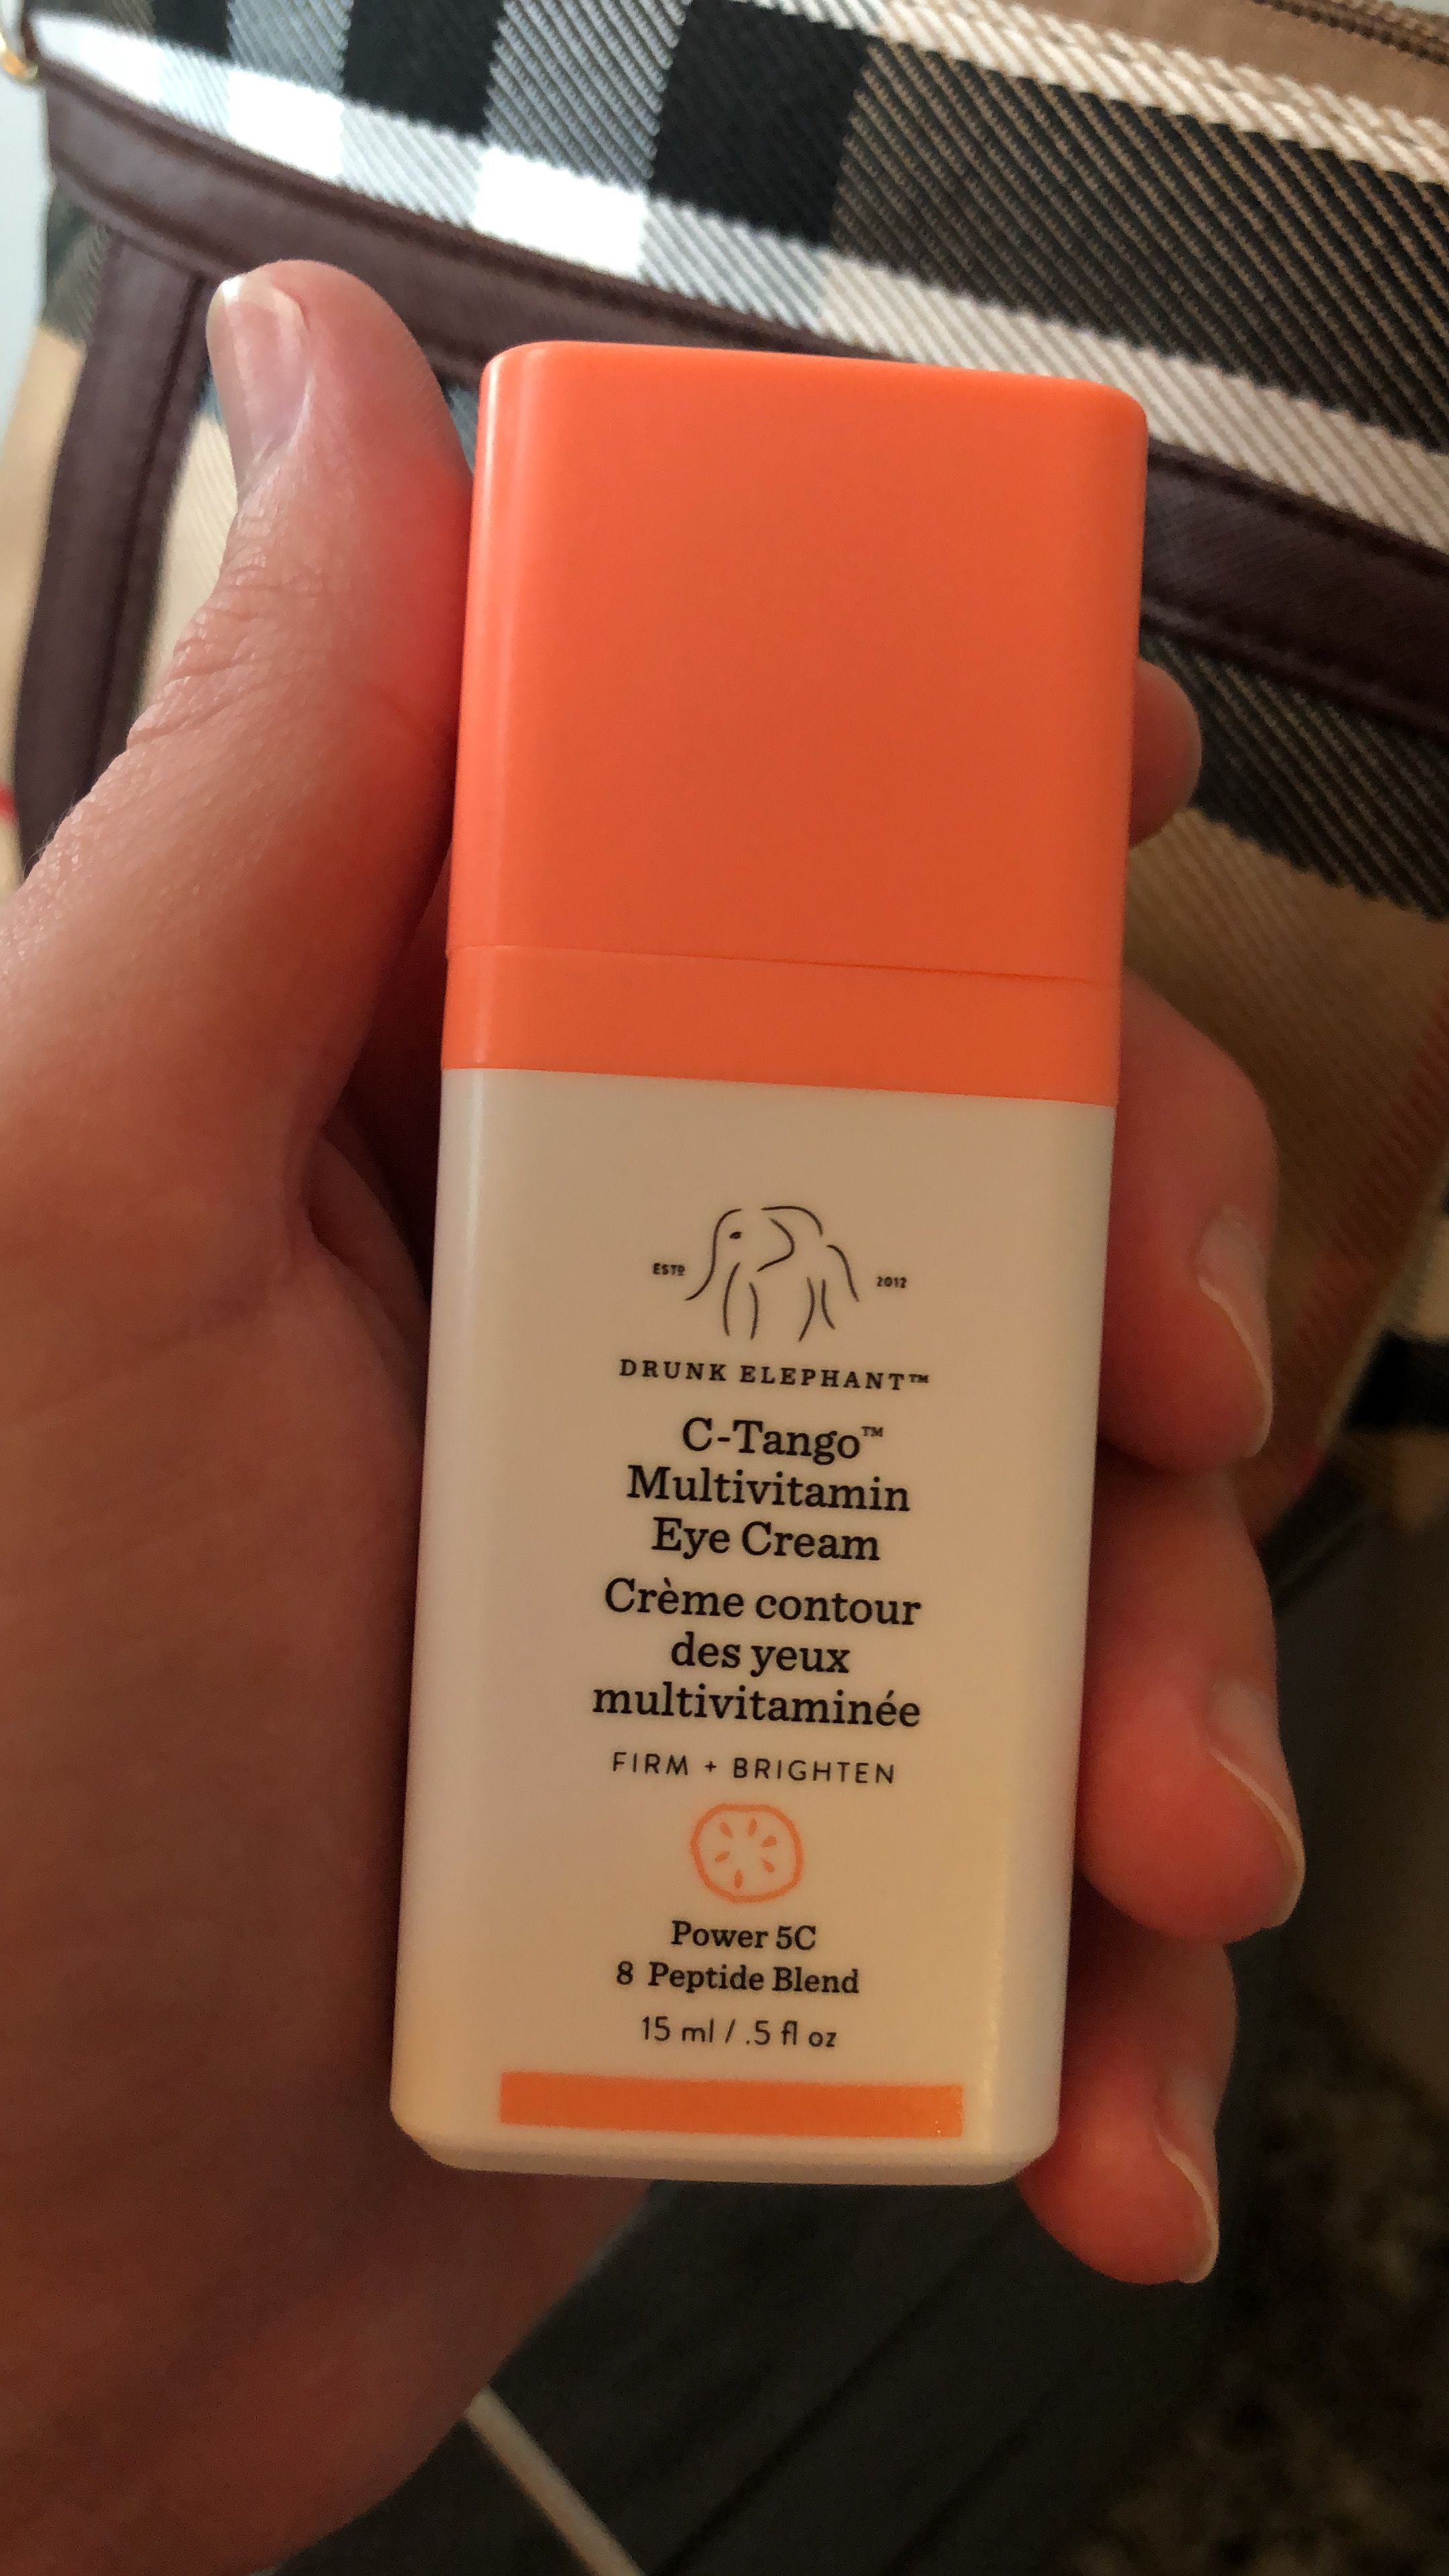 ESTD 2012
DRUNK ELEPHANT™
C-Tango™
Multivitamin
Eye Cream
Crème contour
des yeux
multivitaminée
FIRM + BRIGHTEN
Power 5C
8 Peptide Blend
15 ml / .5 fl oz